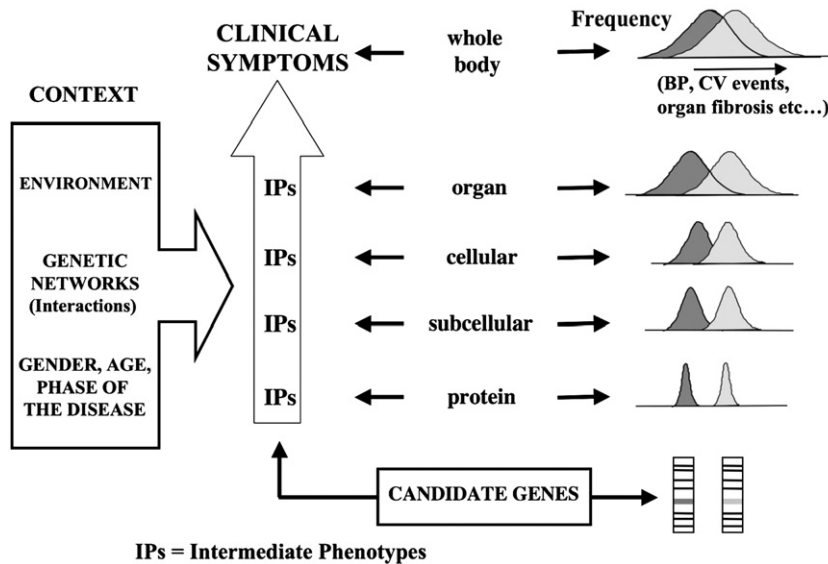 CLINICAL
SYMPTOMS
whole
body
Frequency
(BP, CV events,
organ fibrosis etc…)
CONTEXT
ENVIRONMENT
GENETIC
NETWORKS
(Interactions)
GENDER, AGE,
PHASE OF
THE DISEASE
IPs
organ
IPs
cellular
IPs
subcellular
IPs
protein
CANDIDATE GENES
IPs = Intermediate Phenotypes